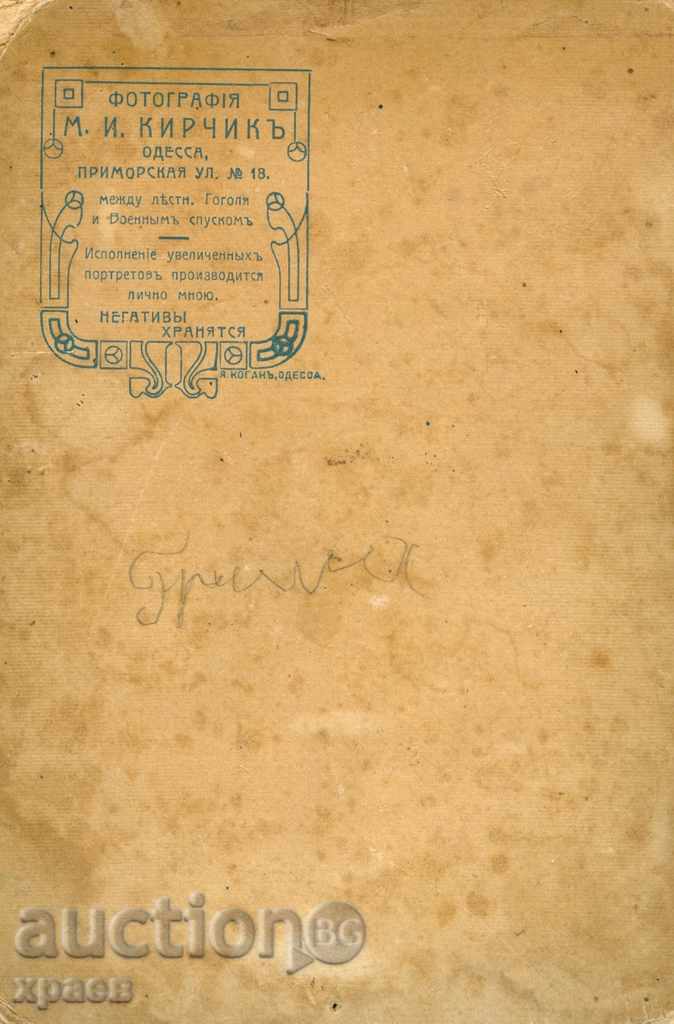 ФОТОГРАФІЯ
М. И. КИРЧИКЪ
ОДЕССА,
ПРИМОРСКАЯ УЛ. № 18.
между лѣстн. Гоголя
и Военнымъ спускомъ
Исполненіе увеличенныхъ
портретовъ производится
лично мною.
НЕГАТИВЫ
ХРАНЯТСЯ
Я. КОГАНЪ, ОДЕССА.
auction BG
храев